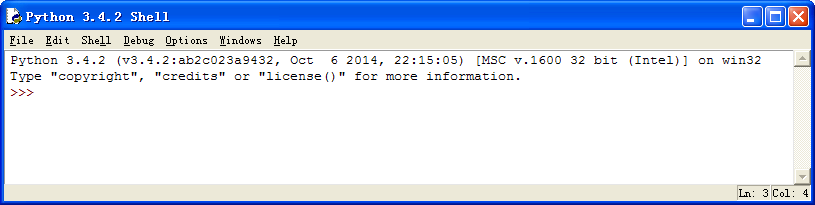 Python 3.4.2 Shell
File Edit Shell Debug Options Windows Help
Python 3.4.2 (v3.4.2:ab2c023a9432, Oct  6 2014, 22:15:05) [MSC v.1600 32 bit (Intel)] on win32
Type "copyright", "credits" or "license()" for more information.
>>>
Ln: 3 Col: 4